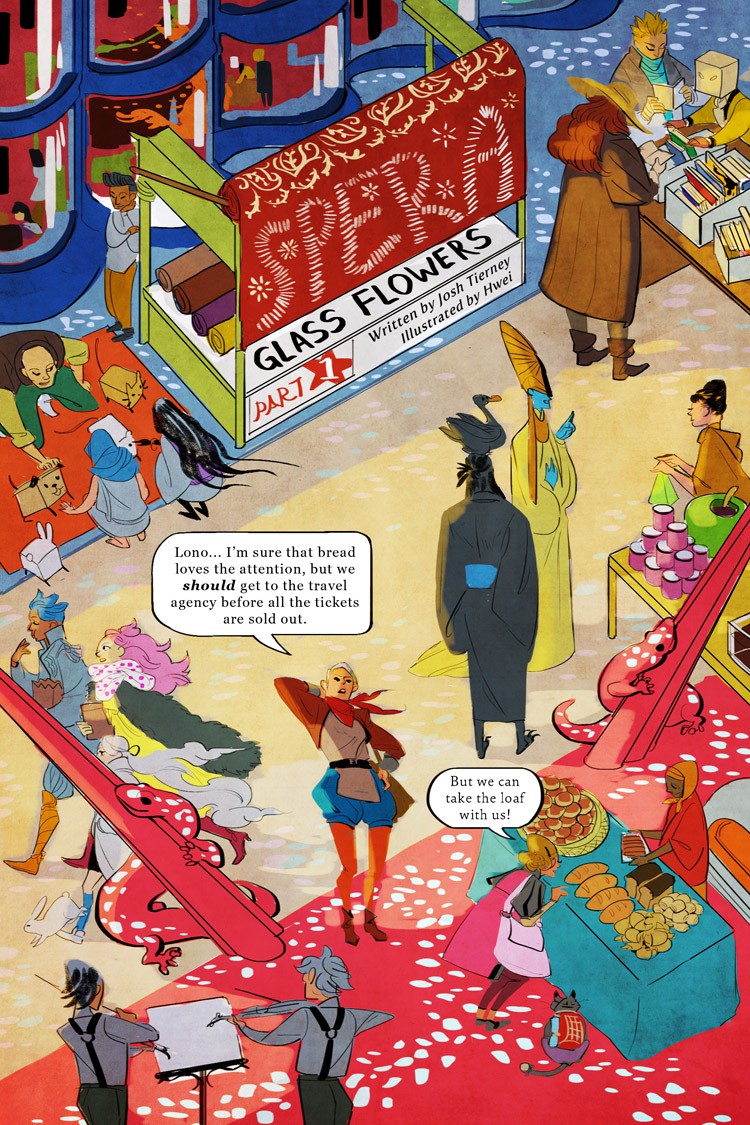 SPERA
GLASS FLOWERS
Written by Josh Tierney
Illustrated by Hwei
PART 1
Lono... I'm sure that bread
loves the attention, but we
should get to the travel
agency before all the tickets
are sold out.
But we can
take the loaf
with us!